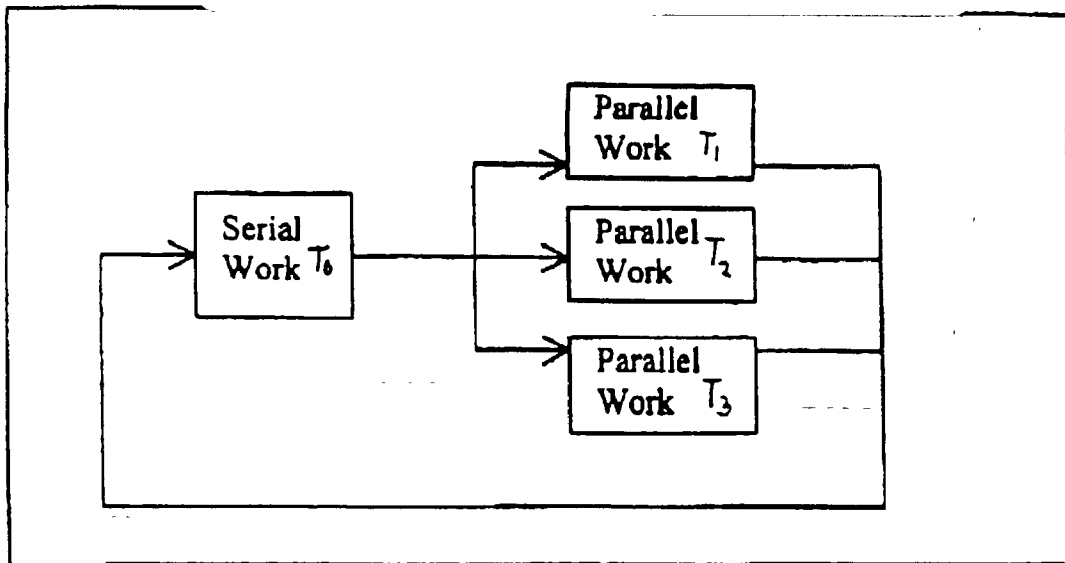 Parallel
Work T₁
Serial
Work T₀
Parallel
Work T₂
Parallel
Work T₃